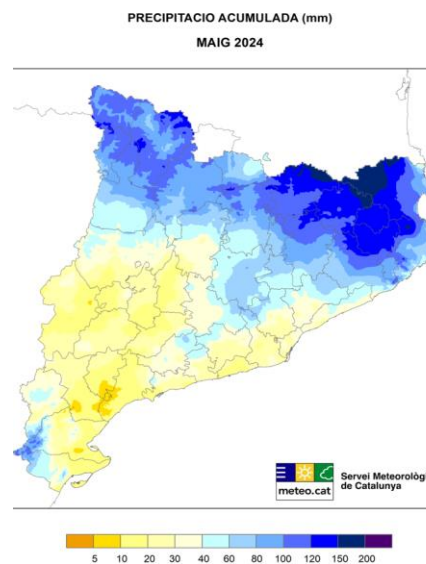 PRECIPITACIO ACUMULADA (mm)
MAIG 2024
meteo.cat
Servei Meteorològi
de Catalunya
5 10 20 30 40 60 80 100 120 150 200